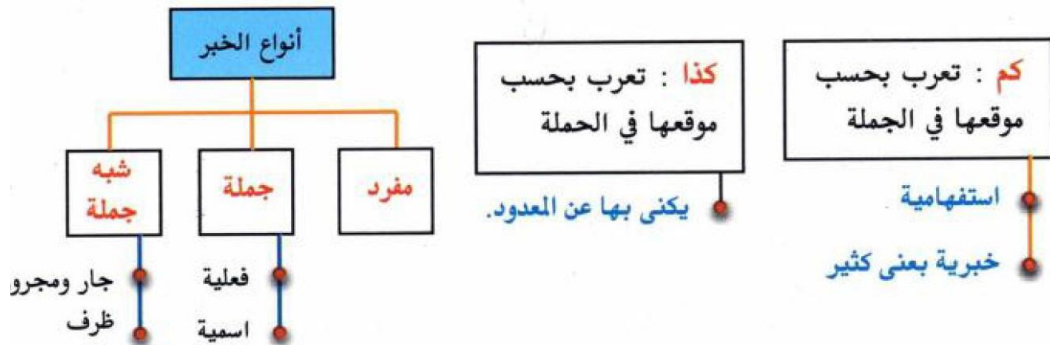 كم : تعرب بحسب
موقعها في الجملة
استفهامية
خبرية بمعنى كثير
كذا : تعرب بحسب
موقعها في الحملة
يكنى بها عن المعدود.
أنواع الخبر
مفرد
جملة
فعلية
اسمية
شبه
جملة
جار ومجرو
ظرف